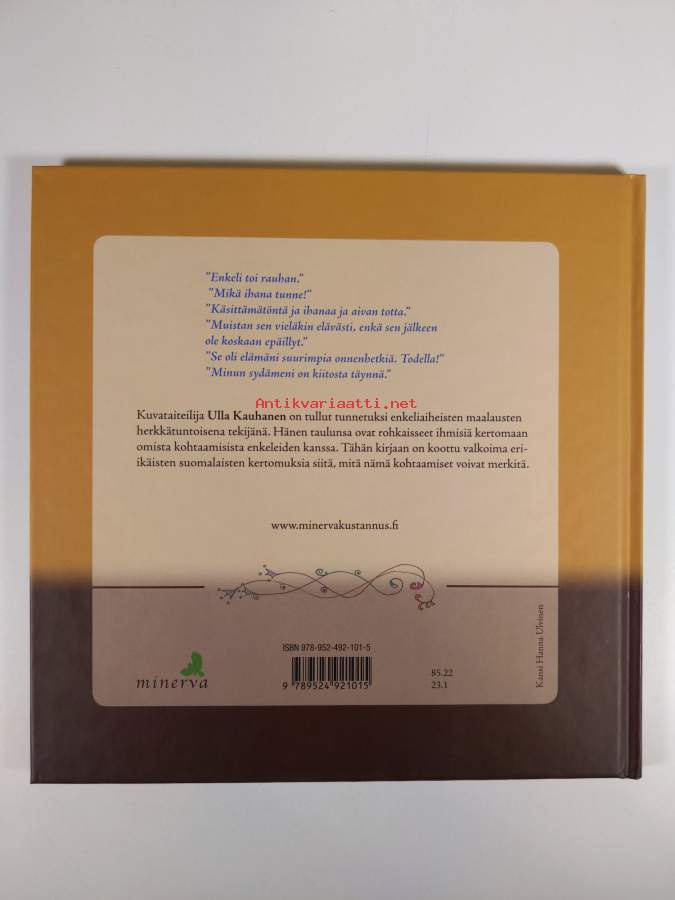 ”Enkeli toi rauhan.”
”Mikä ihana tunne!”
”Käsittämätöntä ja ihanaa ja aivan totta.”
”Muistan sen vieläkin elävästi, enkä sen jälkeen
ole koskaan epäillyt.”
”Se oli elämäni suurimpia onnenhetkiä. Todella!”
”Minun sydämeni on kiitosta täynnä.”
Antikvariaatti.net
Kuvataiteilija Ulla Kauhanen on tullut tunnetuksi enkeliaiheisten maalausten
herkkätuntoisena tekijänä. Hänen taulunsa ovat rohkaisseet ihmisiä kertomaan
omista kohtaamisista enkeleiden kanssa. Tähän kirjaan on koottu valkoima eri-
ikäisten suomalaisten kertomuksia siitä, mitä nämä kohtaamiset voivat merkitä.
www.minervakustannus.fi
ISBN 978-952-492-101-5
9 789524 921015
minerva
85.22
23.1
Kansi Hanna Ulvinen